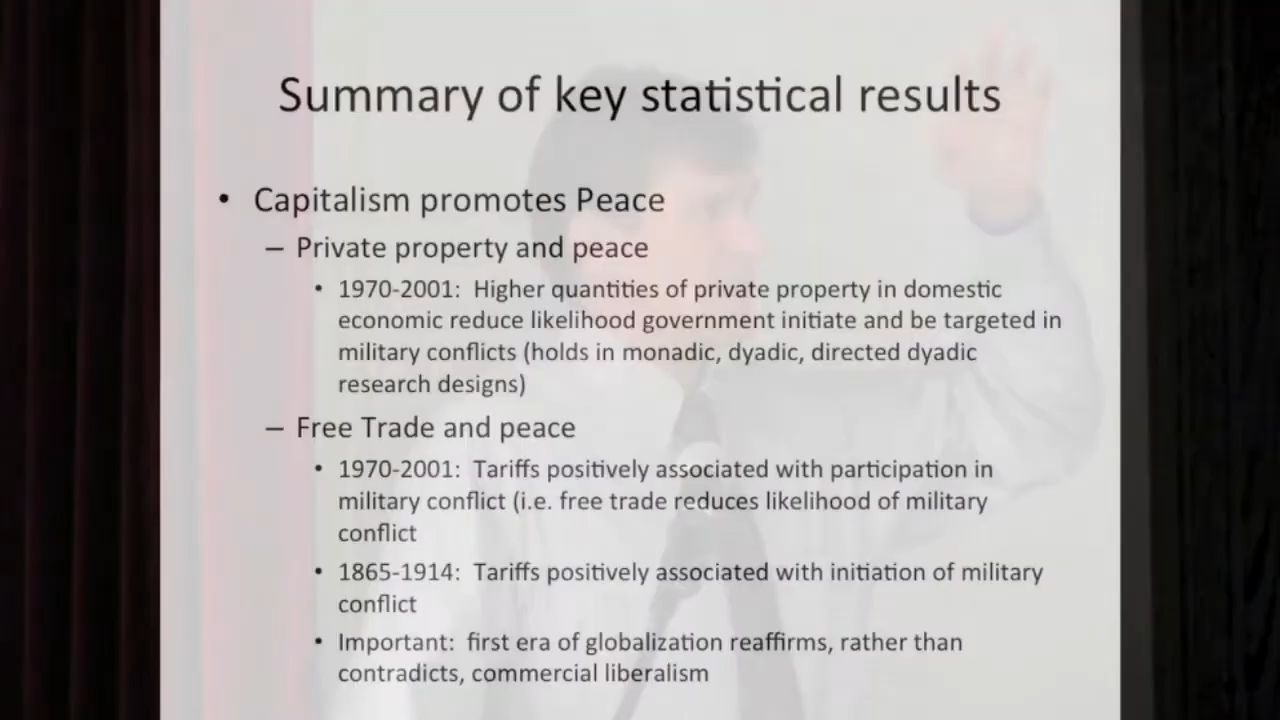 Summary of key statistical results
• Capitalism promotes Peace
– Private property and peace
• 1970-2001: Higher quantities of private property in domestic
economic reduce likelihood government initiate and be targeted in
military conflicts (holds in monadic, dyadic, directed dyadic
research designs)
– Free Trade and peace
• 1970-2001: Tariffs positively associated with participation in
military conflict (i.e. free trade reduces likelihood of military
conflict
• 1865-1914: Tariffs positively associated with initiation of military
conflict
• Important: first era of globalization reaffirms, rather than
contradicts, commercial liberalism